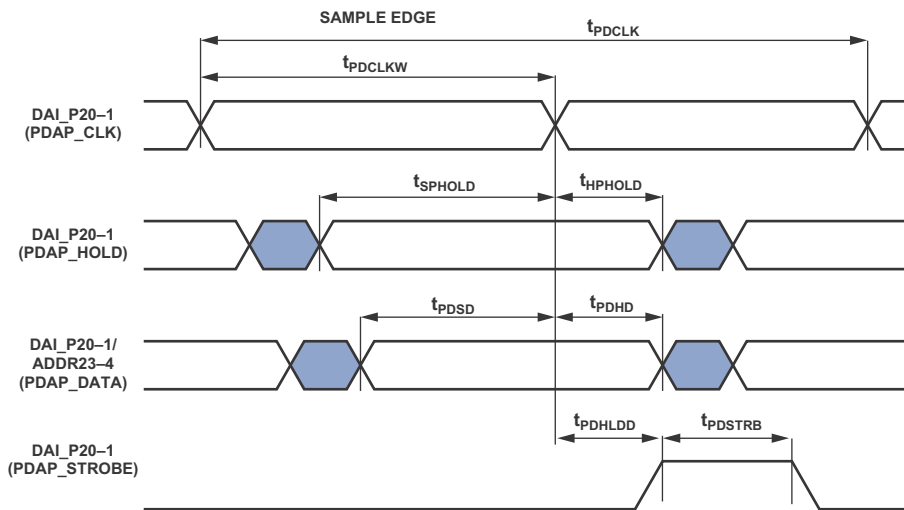 SAMPLE EDGE
tPDCLK
tPDCLKW
DAI_P20–1
(PDAP_CLK)
tSPHOLD
tHPHOLD
DAI_P20–1
(PDAP_HOLD)
tPDSD
tPDHD
DAI_P20–1/
ADDR23–4
(PDAP_DATA)
tPDHLDD
tPDSTRB
DAI_P20–1
(PDAP_STROBE)